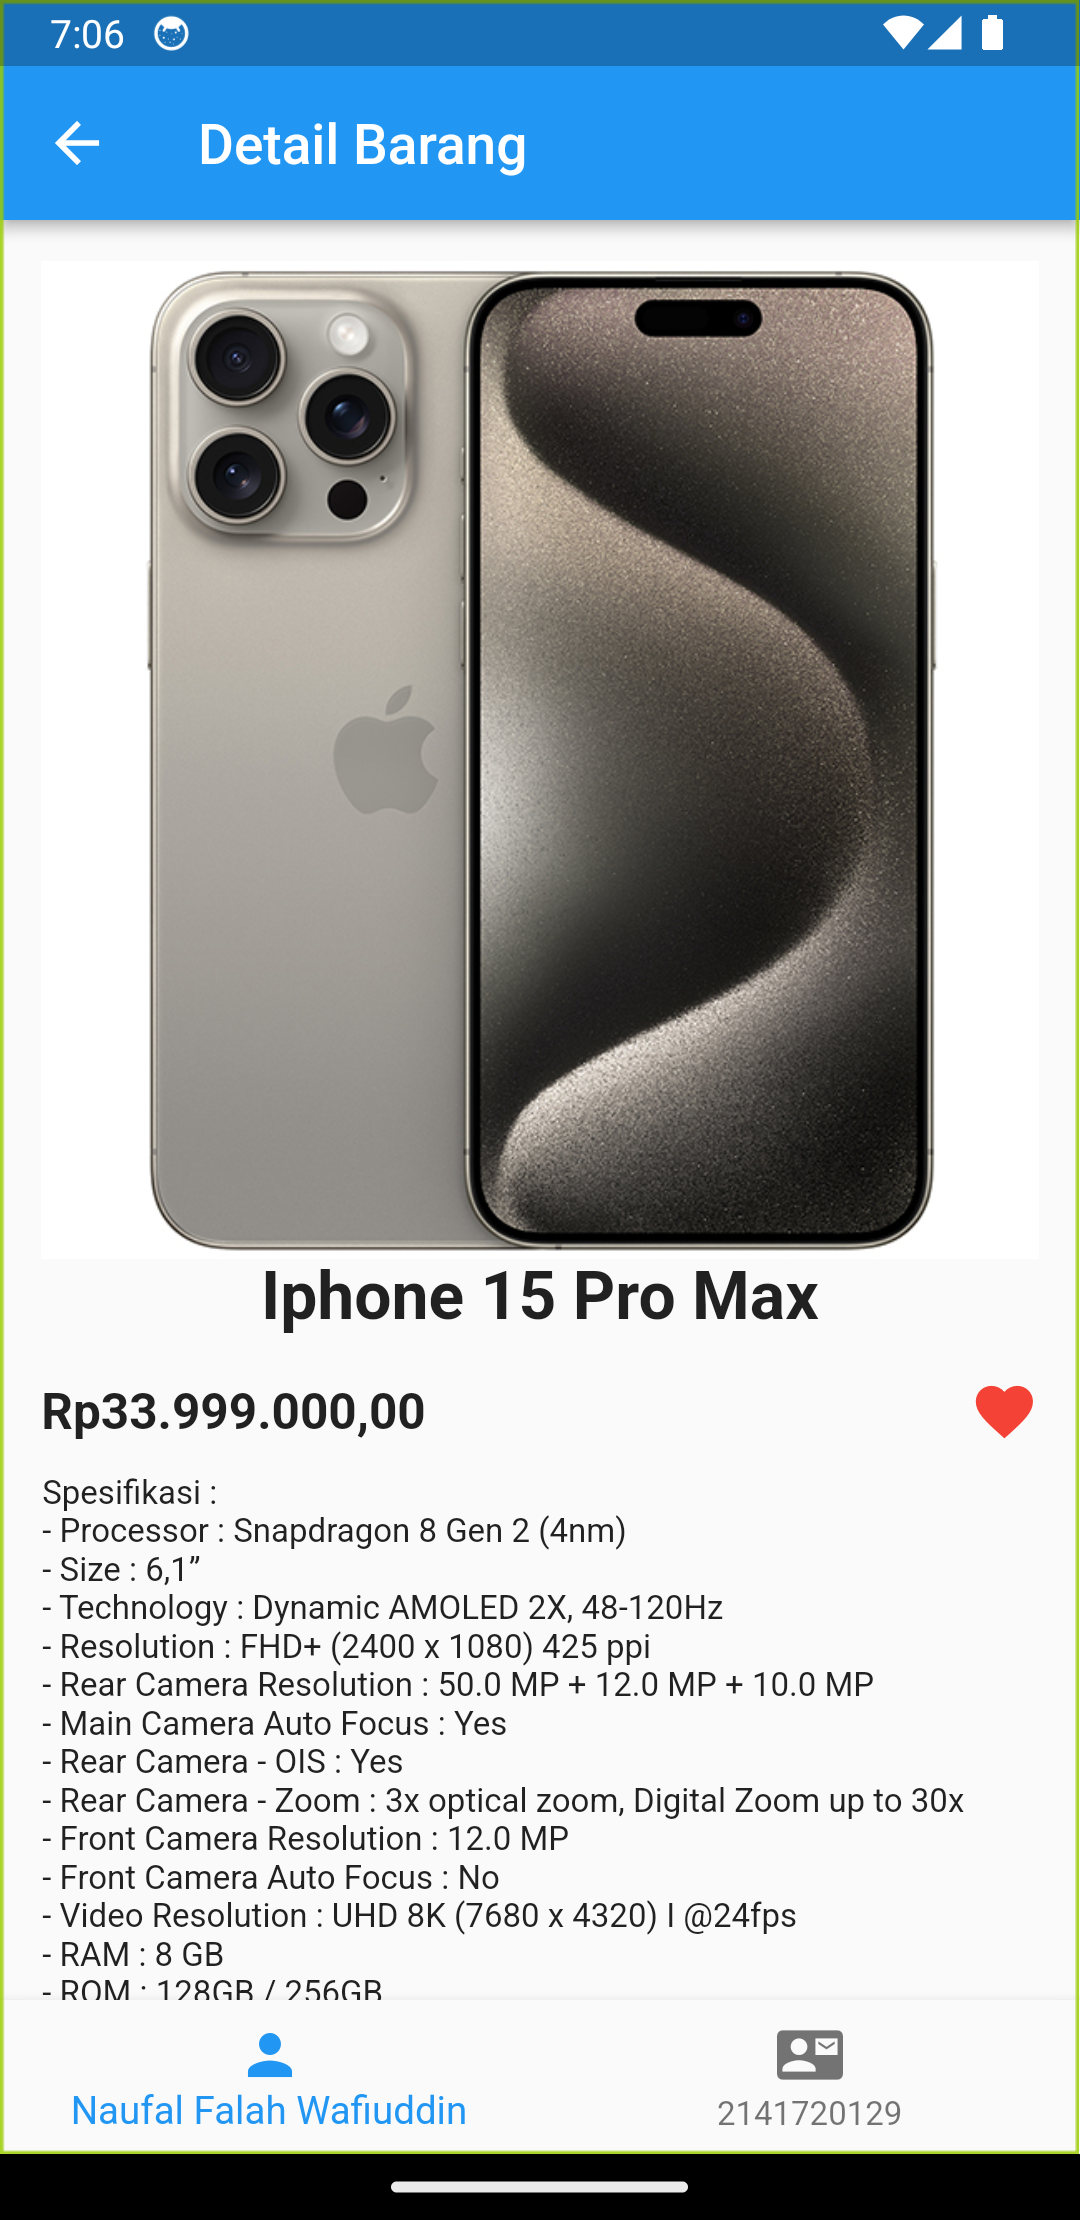 7:06
Detail Barang
Iphone 15 Pro Max
Rp33.999.000,00
Spesifikasi :
- Processor : Snapdragon 8 Gen 2 (4nm)
- Size : 6,1”
- Technology : Dynamic AMOLED 2X, 48-120Hz
- Resolution : FHD+ (2400 x 1080) 425 ppi
- Rear Camera Resolution : 50.0 MP + 12.0 MP + 10.0 MP
- Main Camera Auto Focus : Yes
- Rear Camera - OIS : Yes
- Rear Camera - Zoom : 3x optical zoom, Digital Zoom up to 30x
- Front Camera Resolution : 12.0 MP
- Front Camera Auto Focus : No
- Video Resolution : UHD 8K (7680 x 4320) I @24fps
- RAM : 8 GB
- ROM : 128GB / 256GB
Naufal Falah Wafiuddin
2141720129